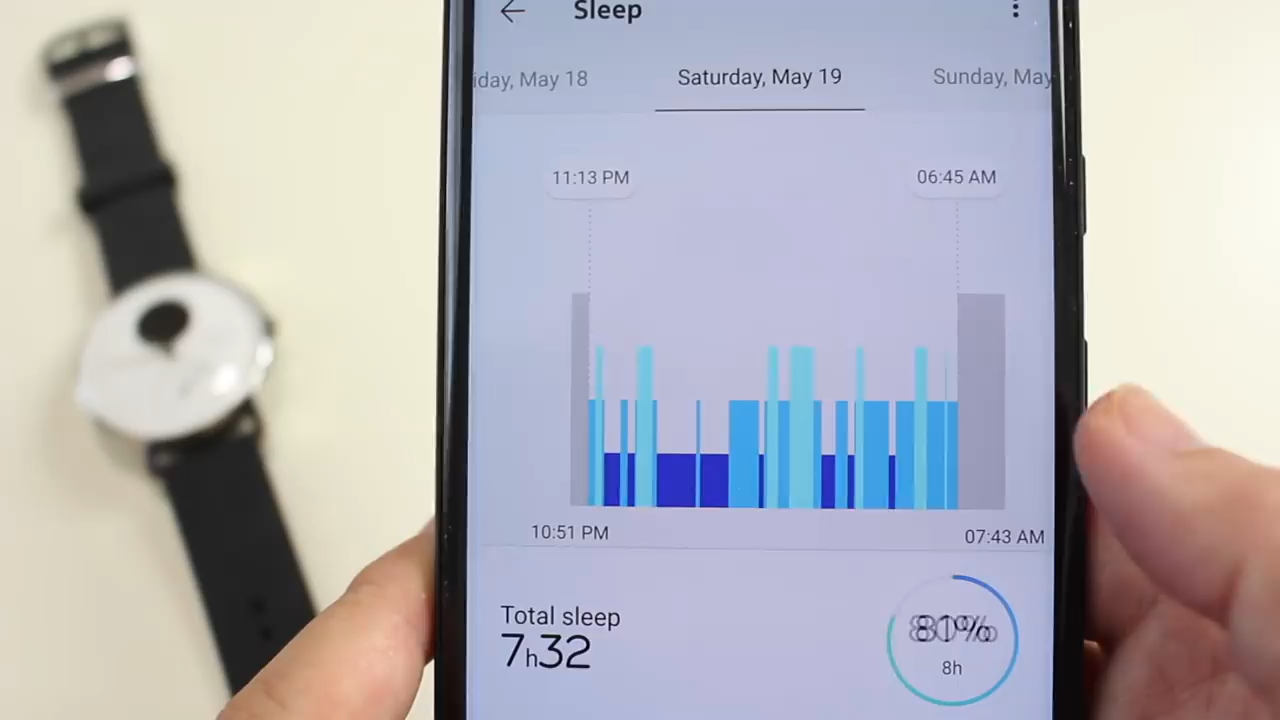 Sleep
iday, May 18
Saturday, May 19
Sunday, May
11:13 PM
06:45 AM
10:51 PM
07:43 AM
Total sleep
7h32
8h